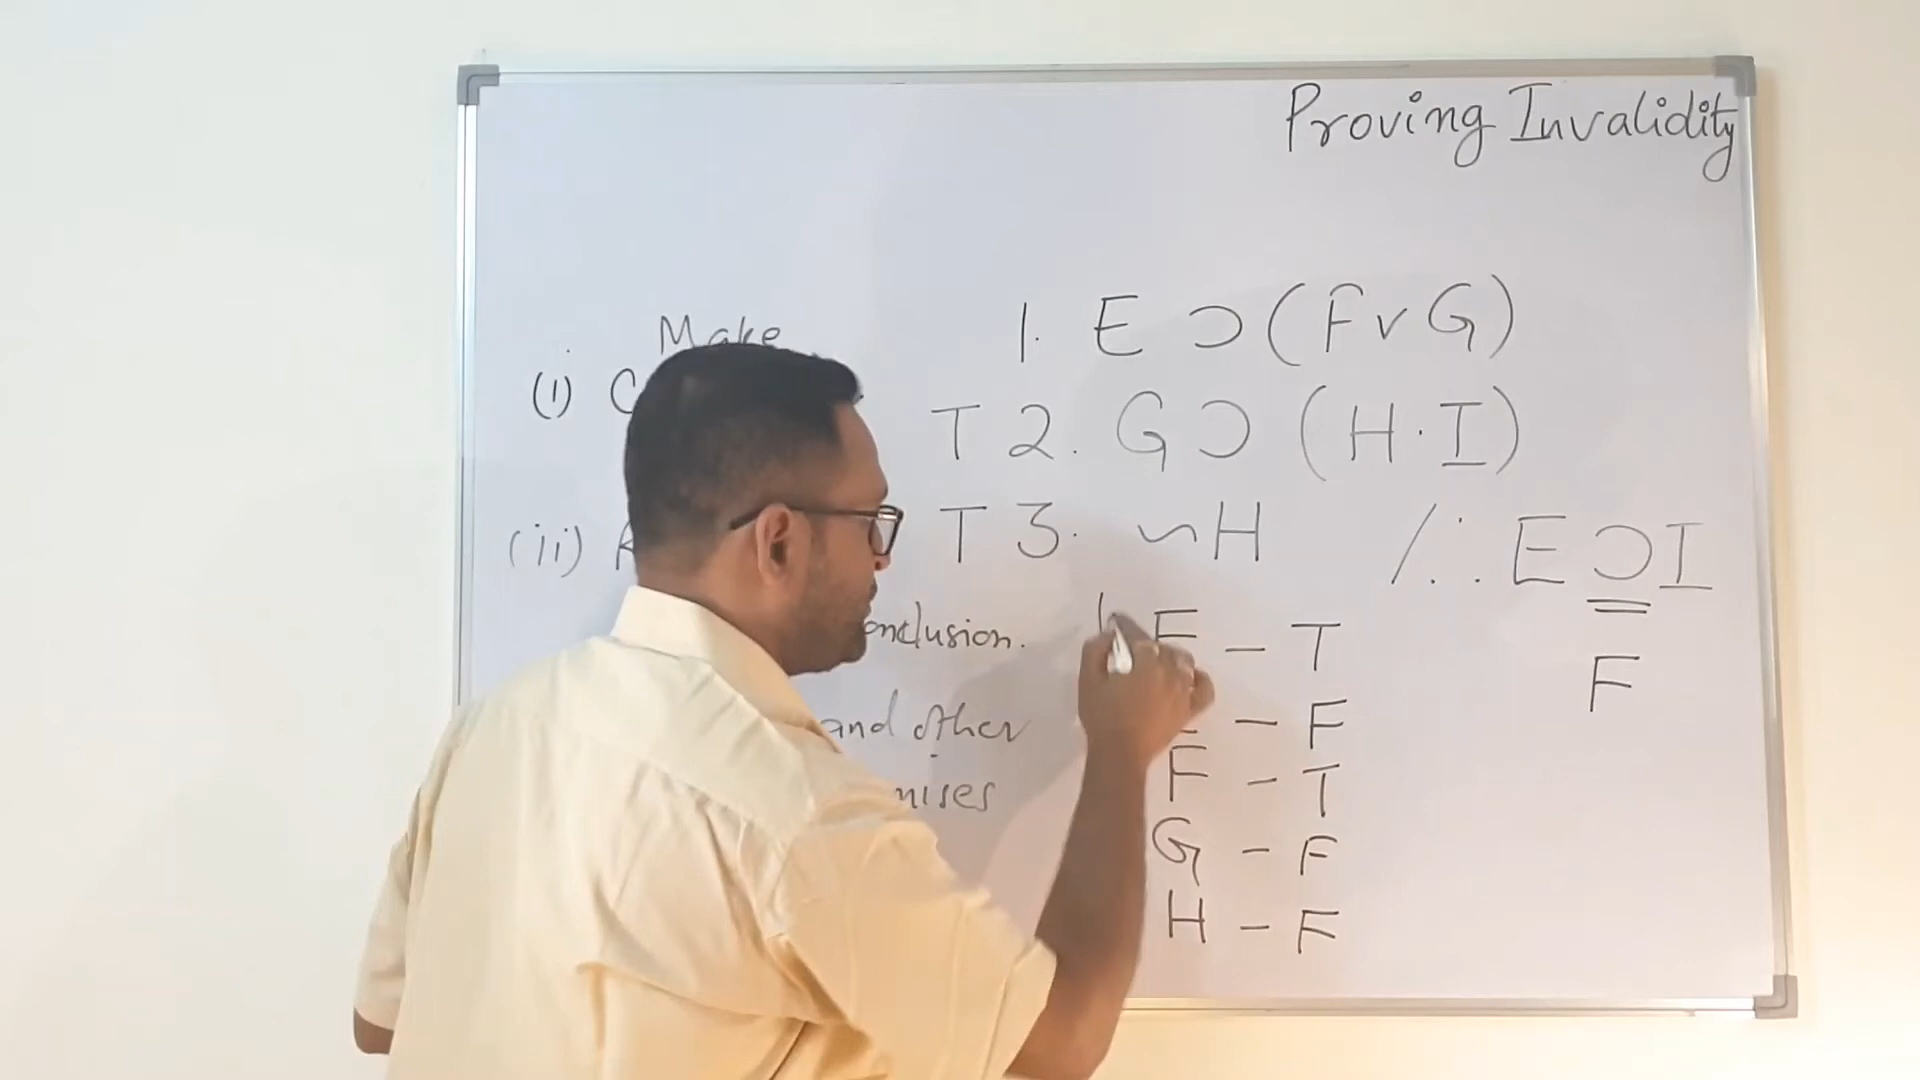 Proving Invalidity
Make
(i) C
(ii)
onclusion.
and other
mises
1. E ⊃ (F v G)
T 2. G ⊃ (H · I)
T 3. ~H /∴ E ⊃ I
F
E – T
– F
F – T
G – F
H – F